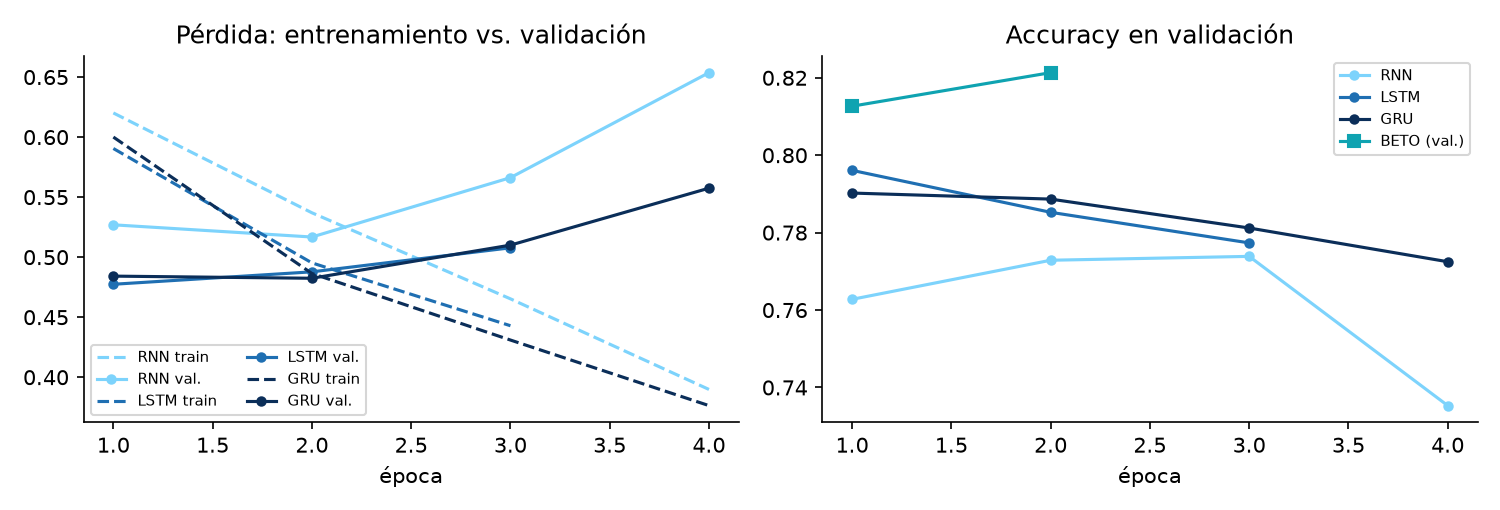 Pérdida: entrenamiento vs. validación
0.65
0.60
0.55
0.50
0.45
0.40
RNN train
RNN val.
LSTM train
LSTM val.
GRU train
GRU val.
1.0 1.5 2.0 2.5 3.0 3.5 4.0
época
Accuracy en validación
0.82
0.80
0.78
0.76
0.74
RNN
LSTM
GRU
BETO (val.)
1.0 1.5 2.0 2.5 3.0 3.5 4.0
época